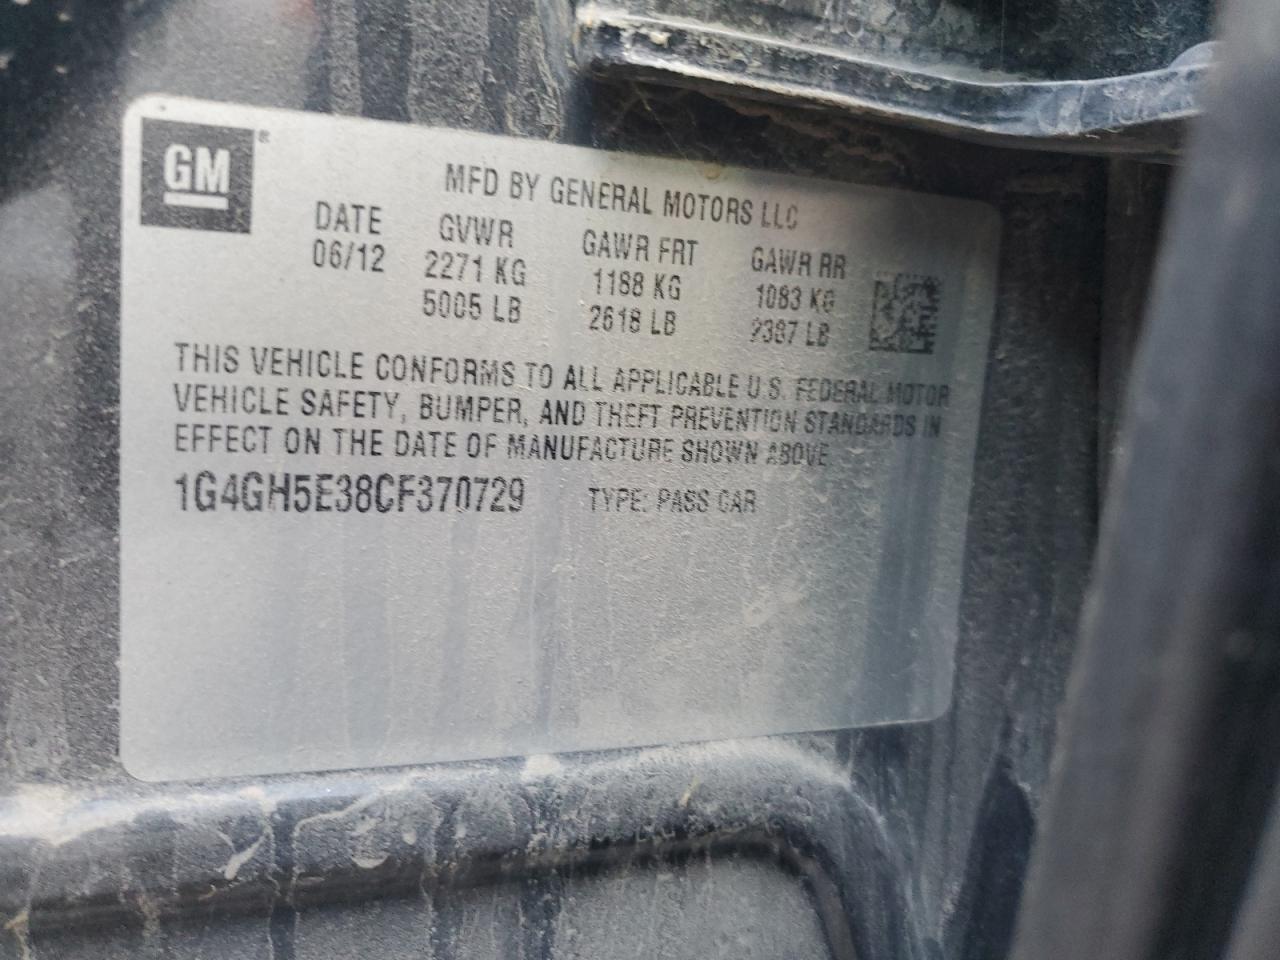 GM ®
MFD BY GENERAL MOTORS LLC
DATE GVWR GAWR FRT GAWR RR
06/12 2271 KG 1188 KG 1083 KG
5005 LB 2618 LB 2387 LB
THIS VEHICLE CONFORMS TO ALL APPLICABLE U.S. FEDERAL MOTOR
VEHICLE SAFETY, BUMPER, AND THEFT PREVENTION STANDARDS IN
EFFECT ON THE DATE OF MANUFACTURE SHOWN ABOVE.
1G4GH5E38CF370729 TYPE: PASS CAR